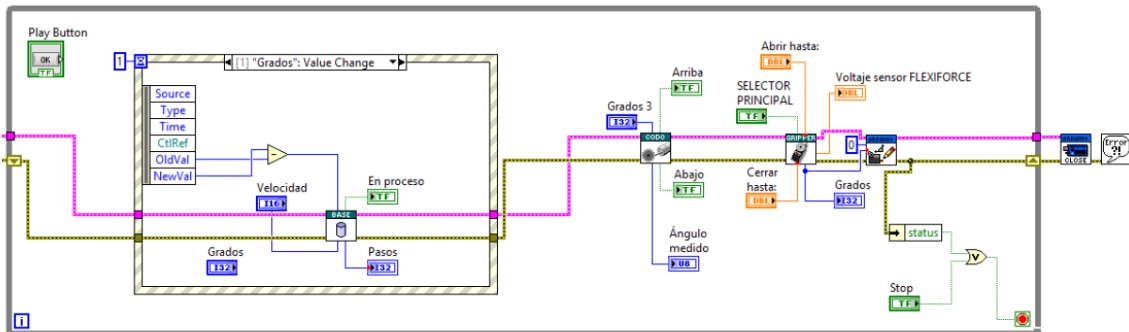 Play Button
OK
TF
1
[1] "Grados": Value Change
Source
Type
Time
CtlRef
OldVal
NewVal
Velocidad
I16
En proceso
TF
BASE
Grados
I32
Pasos
I32
Grados 3
I32
Arriba
TF
CODO
Abajo
TF
Ángulo
medido
U8
Abrir hasta:
DBL
SELECTOR
PRINCIPAL
TF
GRIPPER
Cerrar
hasta:
DBL
Voltaje sensor FLEXIFORCE
DBL
0
ARDUINO
Grados
I32
status
Stop
TF
ARDUINO
CLOSE
Error
?!
i